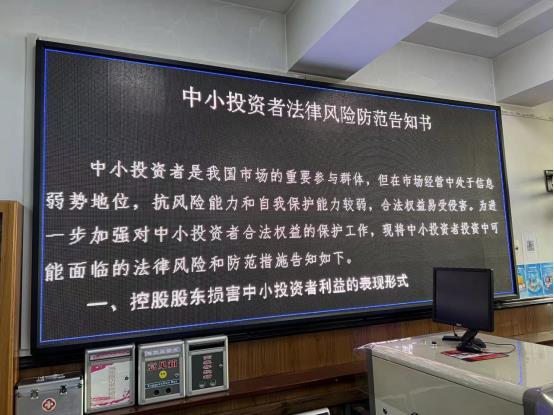 中小投资者法律风险防范告知书
中小投资者是我国市场的重要参与群体，但在市场经营中处于信息
弱势地位，抗风险能力和自我保护能力较弱，合法权益易受侵害。为进
一步加强对中小投资者合法权益的保护工作，现将中小投资者投资中可
能面临的法律风险和防范措施告知如下。
一、控股股东损害中小投资者利益的表现形式
意见箱